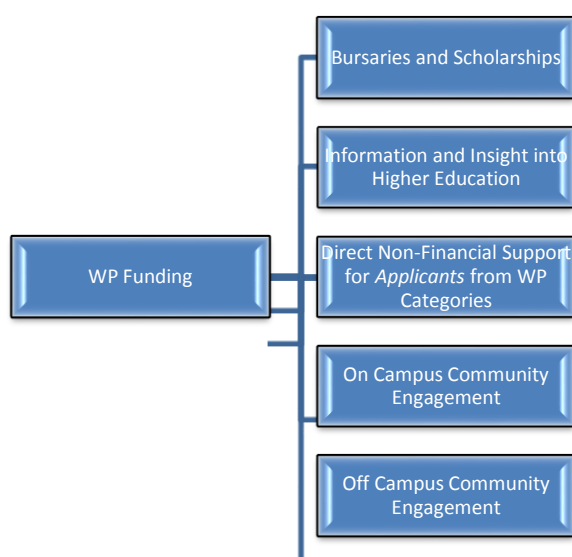 Bursaries and Scholarships
Information and Insight into
Higher Education
WP Funding
Direct Non-Financial Support
for Applicants from WP
Categories
On Campus Community
Engagement
Off Campus Community
Engagement